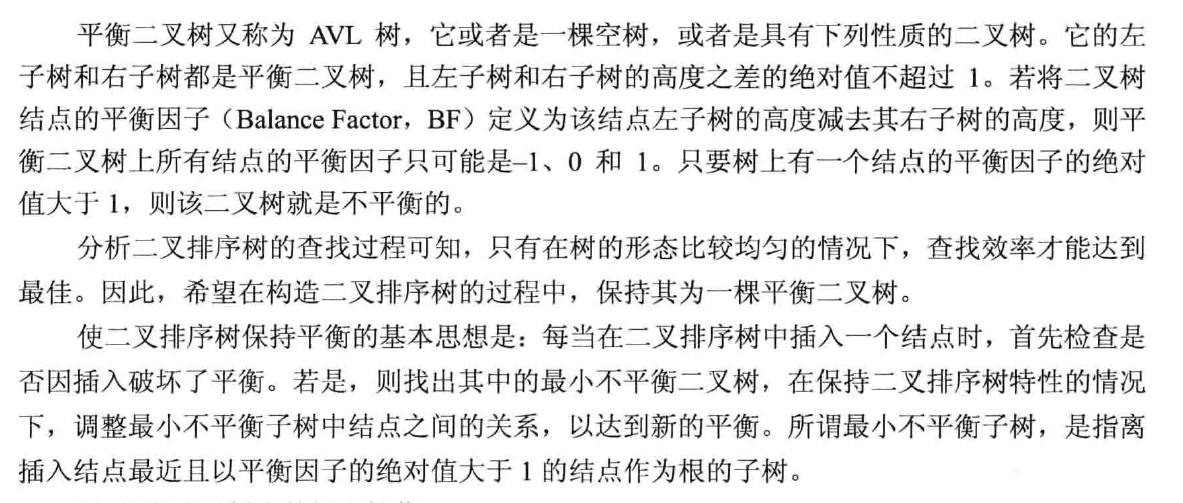 平衡二叉树又称为 AVL 树，它或者是一棵空树，或者是具有下列性质的二叉树。它的左
子树和右子树都是平衡二叉树，且左子树和右子树的高度之差的绝对值不超过 1。若将二叉树
结点的平衡因子（Balance Factor，BF）定义为该结点左子树的高度减去其右子树的高度，则平
衡二叉树上所有结点的平衡因子只可能是–1、0 和 1。只要树上有一个结点的平衡因子的绝对
值大于 1，则该二叉树就是不平衡的。
分析二叉排序树的查找过程可知，只有在树的形态比较均匀的情况下，查找效率才能达到
最佳。因此，希望在构造二叉排序树的过程中，保持其为一棵平衡二叉树。
使二叉排序树保持平衡的基本思想是：每当在二叉排序树中插入一个结点时，首先检查是
否因插入破坏了平衡。若是，则找出其中的最小不平衡二叉树，在保持二叉排序树特性的情况
下，调整最小不平衡子树中结点之间的关系，以达到新的平衡。所谓最小不平衡子树，是指离
插入结点最近且以平衡因子的绝对值大于 1 的结点作为根的子树。